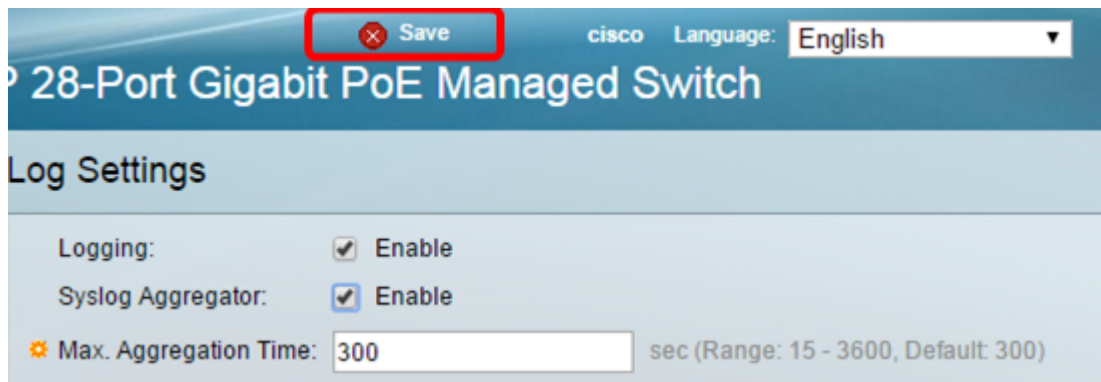 Save cisco Language: English
P 28-Port Gigabit PoE Managed Switch
Log Settings
Logging: Enable
Syslog Aggregator: Enable
Max. Aggregation Time: 300 sec (Range: 15 - 3600, Default: 300)